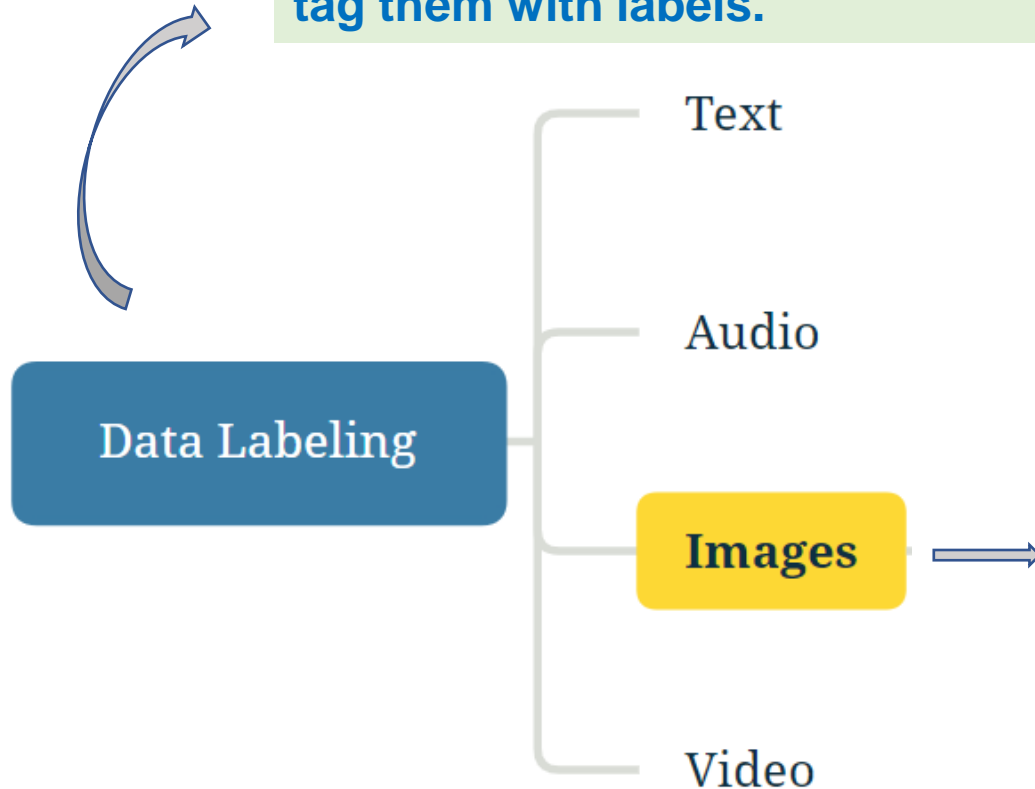 tag them with labels.
Text
Audio
Data Labeling
Images
Video